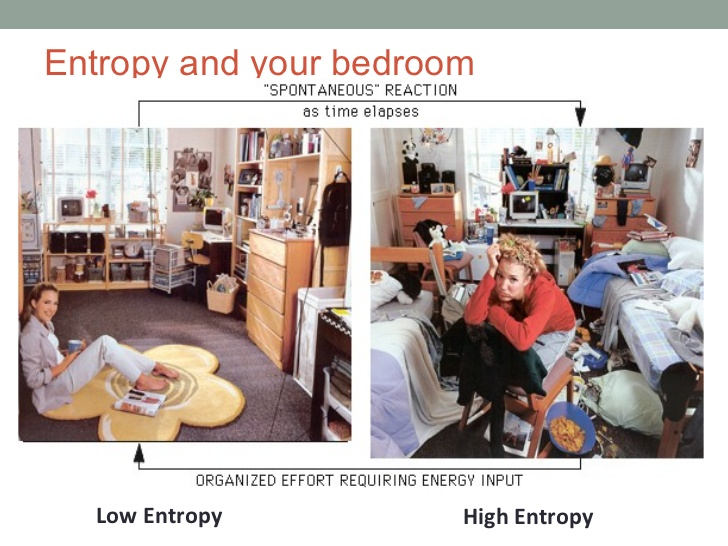 Entropy and your bedroom
"SPONTANEOUS" REACTION
as time elapses
ORGANIZED EFFORT REQUIRING ENERGY INPUT
Low Entropy
High Entropy